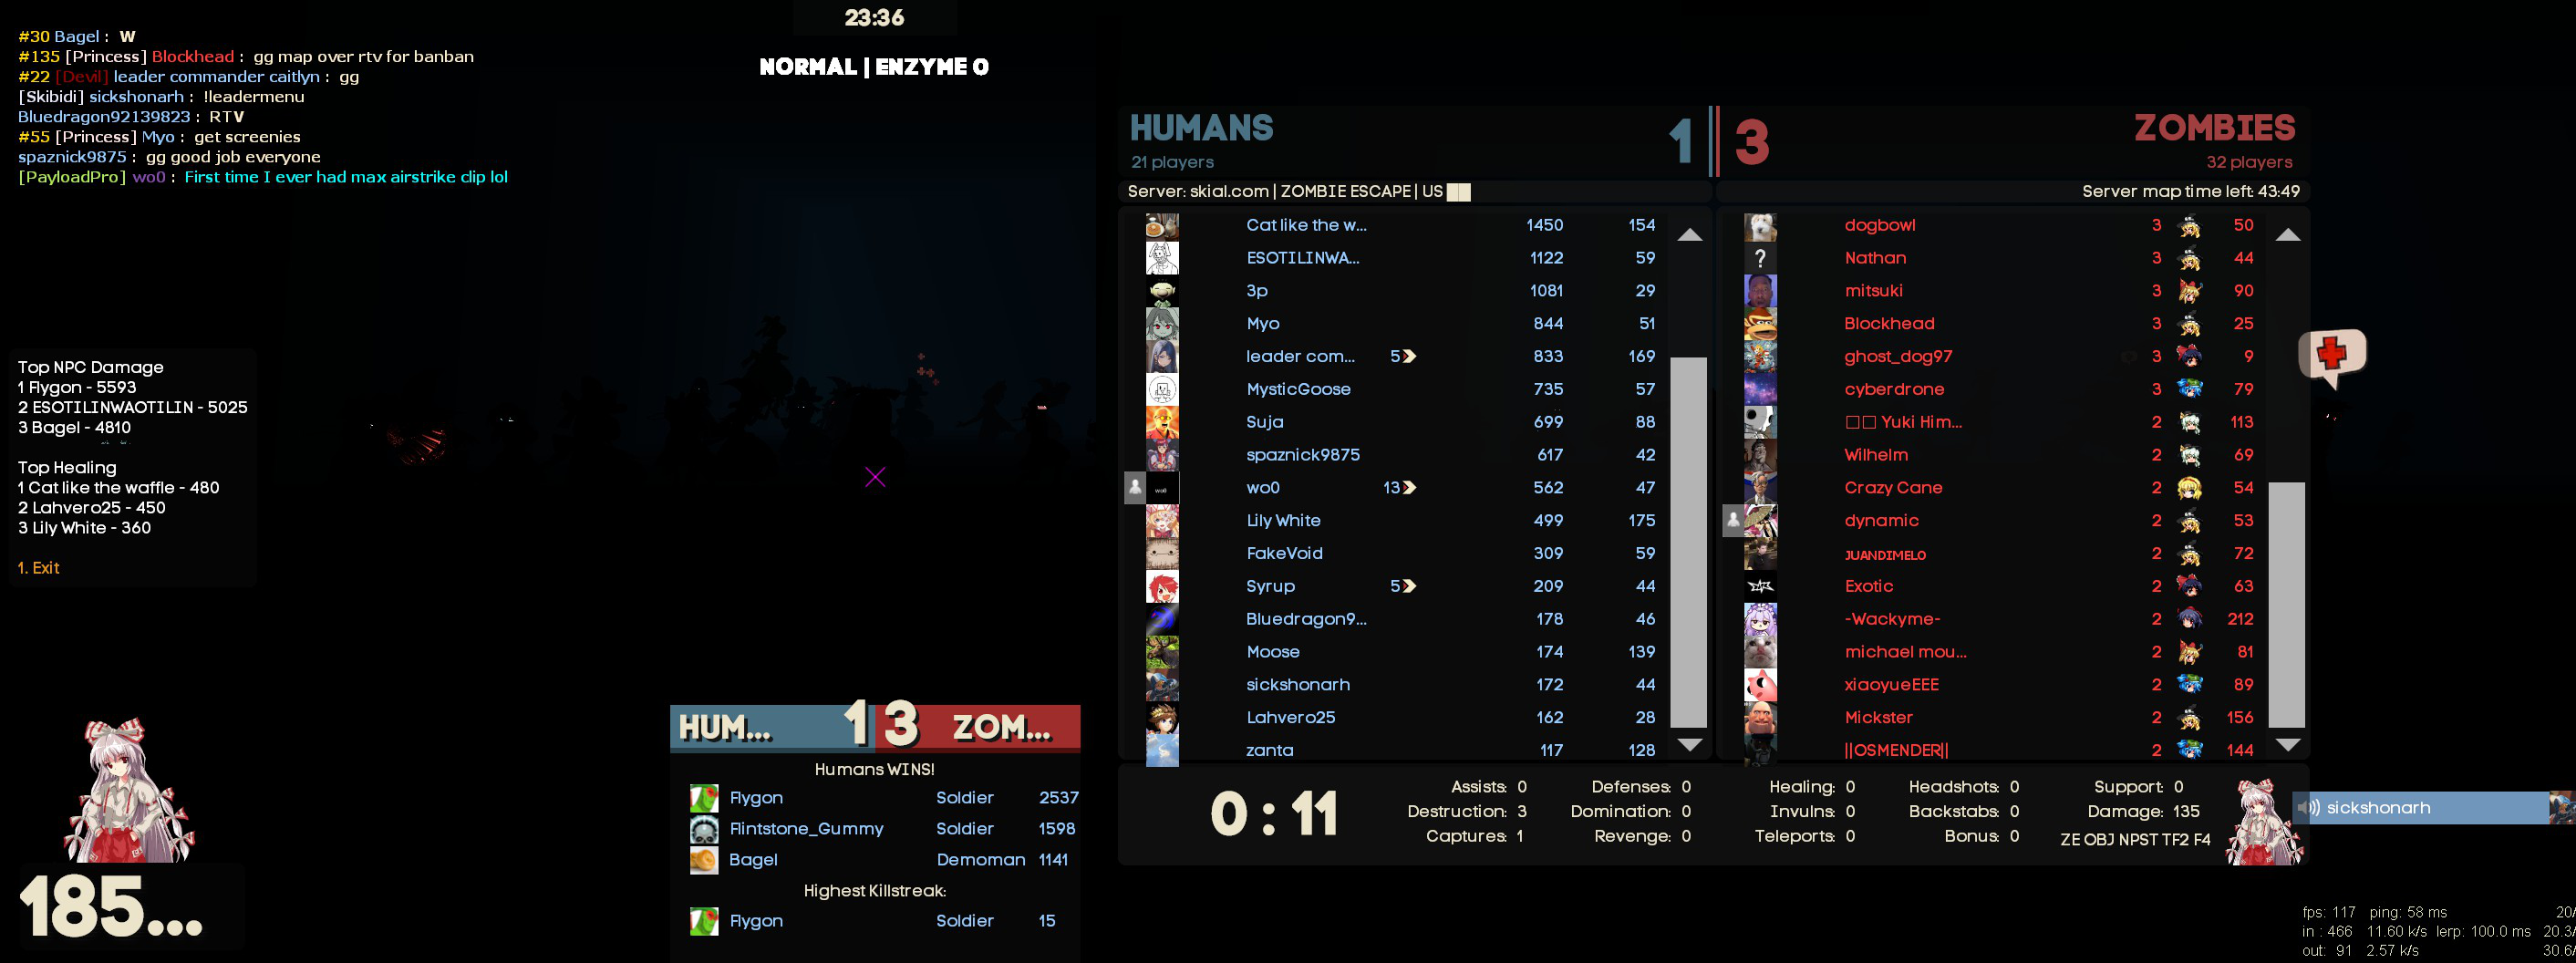 23:36
NORMAL | ENZYME 0
#30 Bagel : W
#135 [Princess] Blockhead : gg map over rtv for banban
#22 [Devil] leader commander caitlyn : gg
[Skibidi] sickshonarh : !leadermenu
Bluedragon92139823 : RTV
#55 [Princess] Myo : get screenies
spaznick9875 : gg good job everyone
[PayloadPro] wo0 : First time I ever had max airstrike clip lol
Top NPC Damage
1 Flygon - 5593
2 ESOTILINWAOTILIN - 5025
3 Bagel - 4810
Top Healing
1 Cat like the waffle - 480
2 Lahvero25 - 450
3 Lily White - 360
1. Exit
185...
HUM... 1 3 ZOM...
Humans WINS!
Flygon Soldier 2537
Flintstone_Gummy Soldier 1598
Bagel Demoman 1141
Highest Killstreak:
Flygon Soldier 15
HUMANS 1 3 ZOMBIES
21 players 32 players
Server: skial.com | ZOMBIE ESCAPE | US
Server map time left: 43:49
Cat like the w... 1450 154
ESOTILINWA... 1122 59
3p 1081 29
Myo 844 51
leader com... 5 833 169
MysticGoose 735 57
Suja 699 88
spaznick9875 617 42
wo0 13 562 47
Lily White 499 175
FakeVoid 309 59
Syrup 5 209 44
Bluedragon9... 178 46
Moose 174 139
sickshonarh 172 44
Lahvero25 162 28
zanta 117 128
dogbowl 3 50
? Nathan 3 44
mitsuki 3 90
Blockhead 3 25
ghost_dog97 3 9
cyberdrone 3 79
□□ Yuki Him... 2 113
Wilhelm 2 69
Crazy Cane 2 54
dynamic 2 53
ᴊᴜᴀɴᴅɪᴍᴇʟᴏ 2 72
Exotic 2 63
-Wackyme- 2 212
michael mou... 2 81
xiaoyueEEE 2 89
Mickster 2 156
||OSMENDER|| 2 144
0 : 11
Assists: 0 Defenses: 0 Healing: 0 Headshots: 0 Support: 0
Destruction: 3 Domination: 0 Invulns: 0 Backstabs: 0 Damage: 135
Captures: 1 Revenge: 0 Teleports: 0 Bonus: 0 ZE OBJ NPST TF2 F4
sickshonarh
fps: 117 ping: 58 ms 20/
in : 466 11.60 k/s lerp: 100.0 ms 20.3/
out: 91 2.57 k/s 30.6/